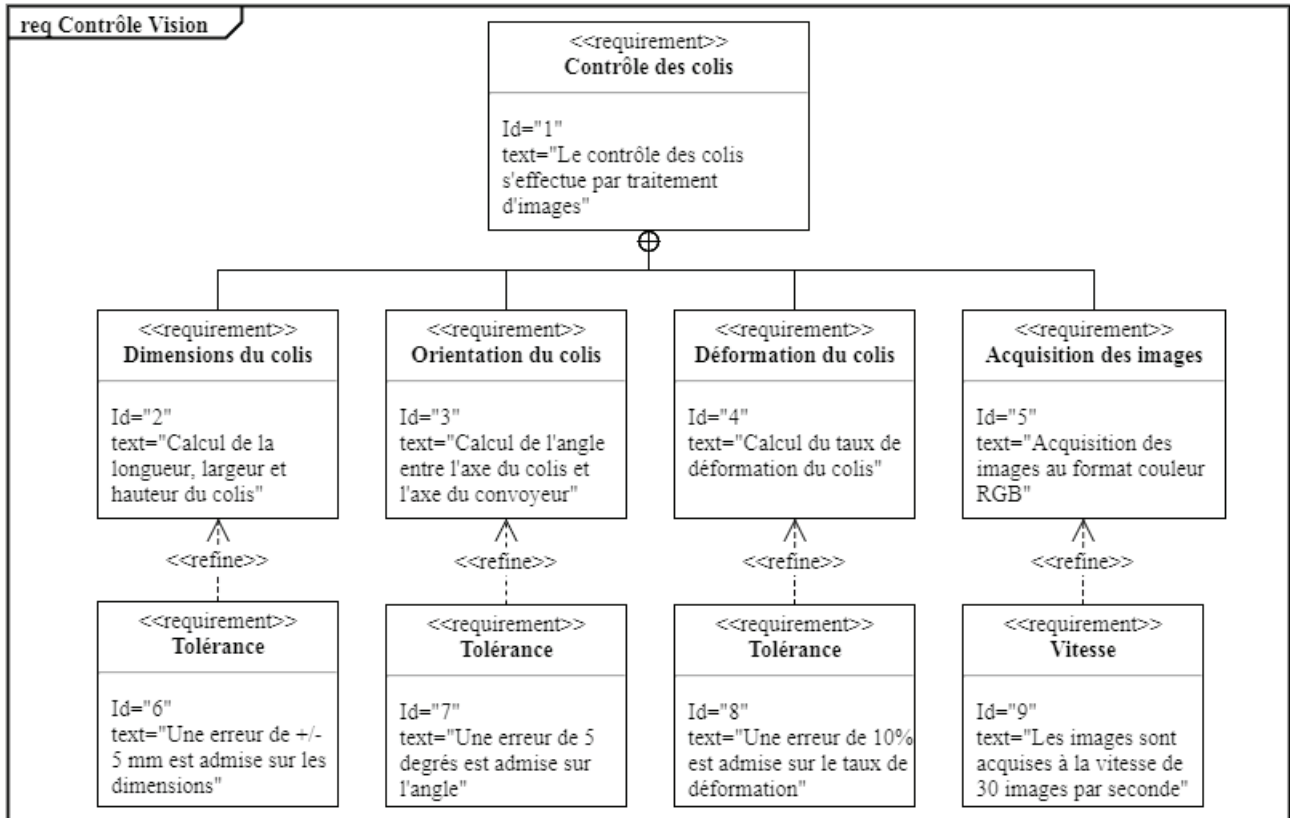 req Contrôle Vision
<<requirement>>
Contrôle des colis
Id="1"
text="Le contrôle des colis
s'effectue par traitement
d'images"
<<requirement>>
Dimensions du colis
Id="2"
text="Calcul de la
longueur, largeur et
hauteur du colis"
<<requirement>>
Orientation du colis
Id="3"
text="Calcul de l'angle
entre l'axe du colis et
l'axe du convoyeur"
<<requirement>>
Déformation du colis
Id="4"
text="Calcul du taux de
déformation du colis"
<<requirement>>
Acquisition des images
Id="5"
text="Acquisition des
images au format couleur
RGB"
<<refine>>
<<refine>>
<<refine>>
<<refine>>
<<requirement>>
Tolérance
Id="6"
text="Une erreur de +/-
5 mm est admise sur les
dimensions"
<<requirement>>
Tolérance
Id="7"
text="Une erreur de 5
degrés est admise sur
l'angle"
<<requirement>>
Tolérance
Id="8"
text="Une erreur de 10%
est admise sur le taux de
déformation"
<<requirement>>
Vitesse
Id="9"
text="Les images sont
acquises à la vitesse de
30 images par seconde"